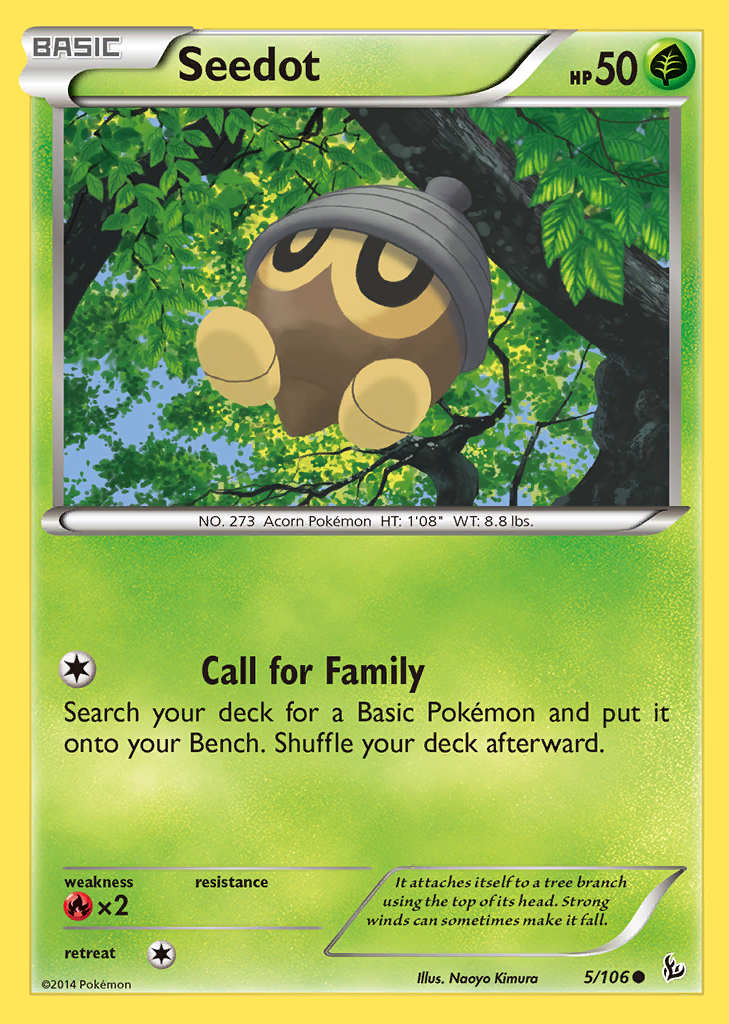 BASIC
Seedot
HP 50
NO. 273 Acorn Pokémon HT: 1'08" WT: 8.8 lbs.
Call for Family
Search your deck for a Basic Pokémon and put it
onto your Bench. Shuffle your deck afterward.
weakness
resistance
×2
retreat
It attaches itself to a tree branch
using the top of its head. Strong
winds can sometimes make it fall.
©2014 Pokémon
Illus. Naoyo Kimura
5/106